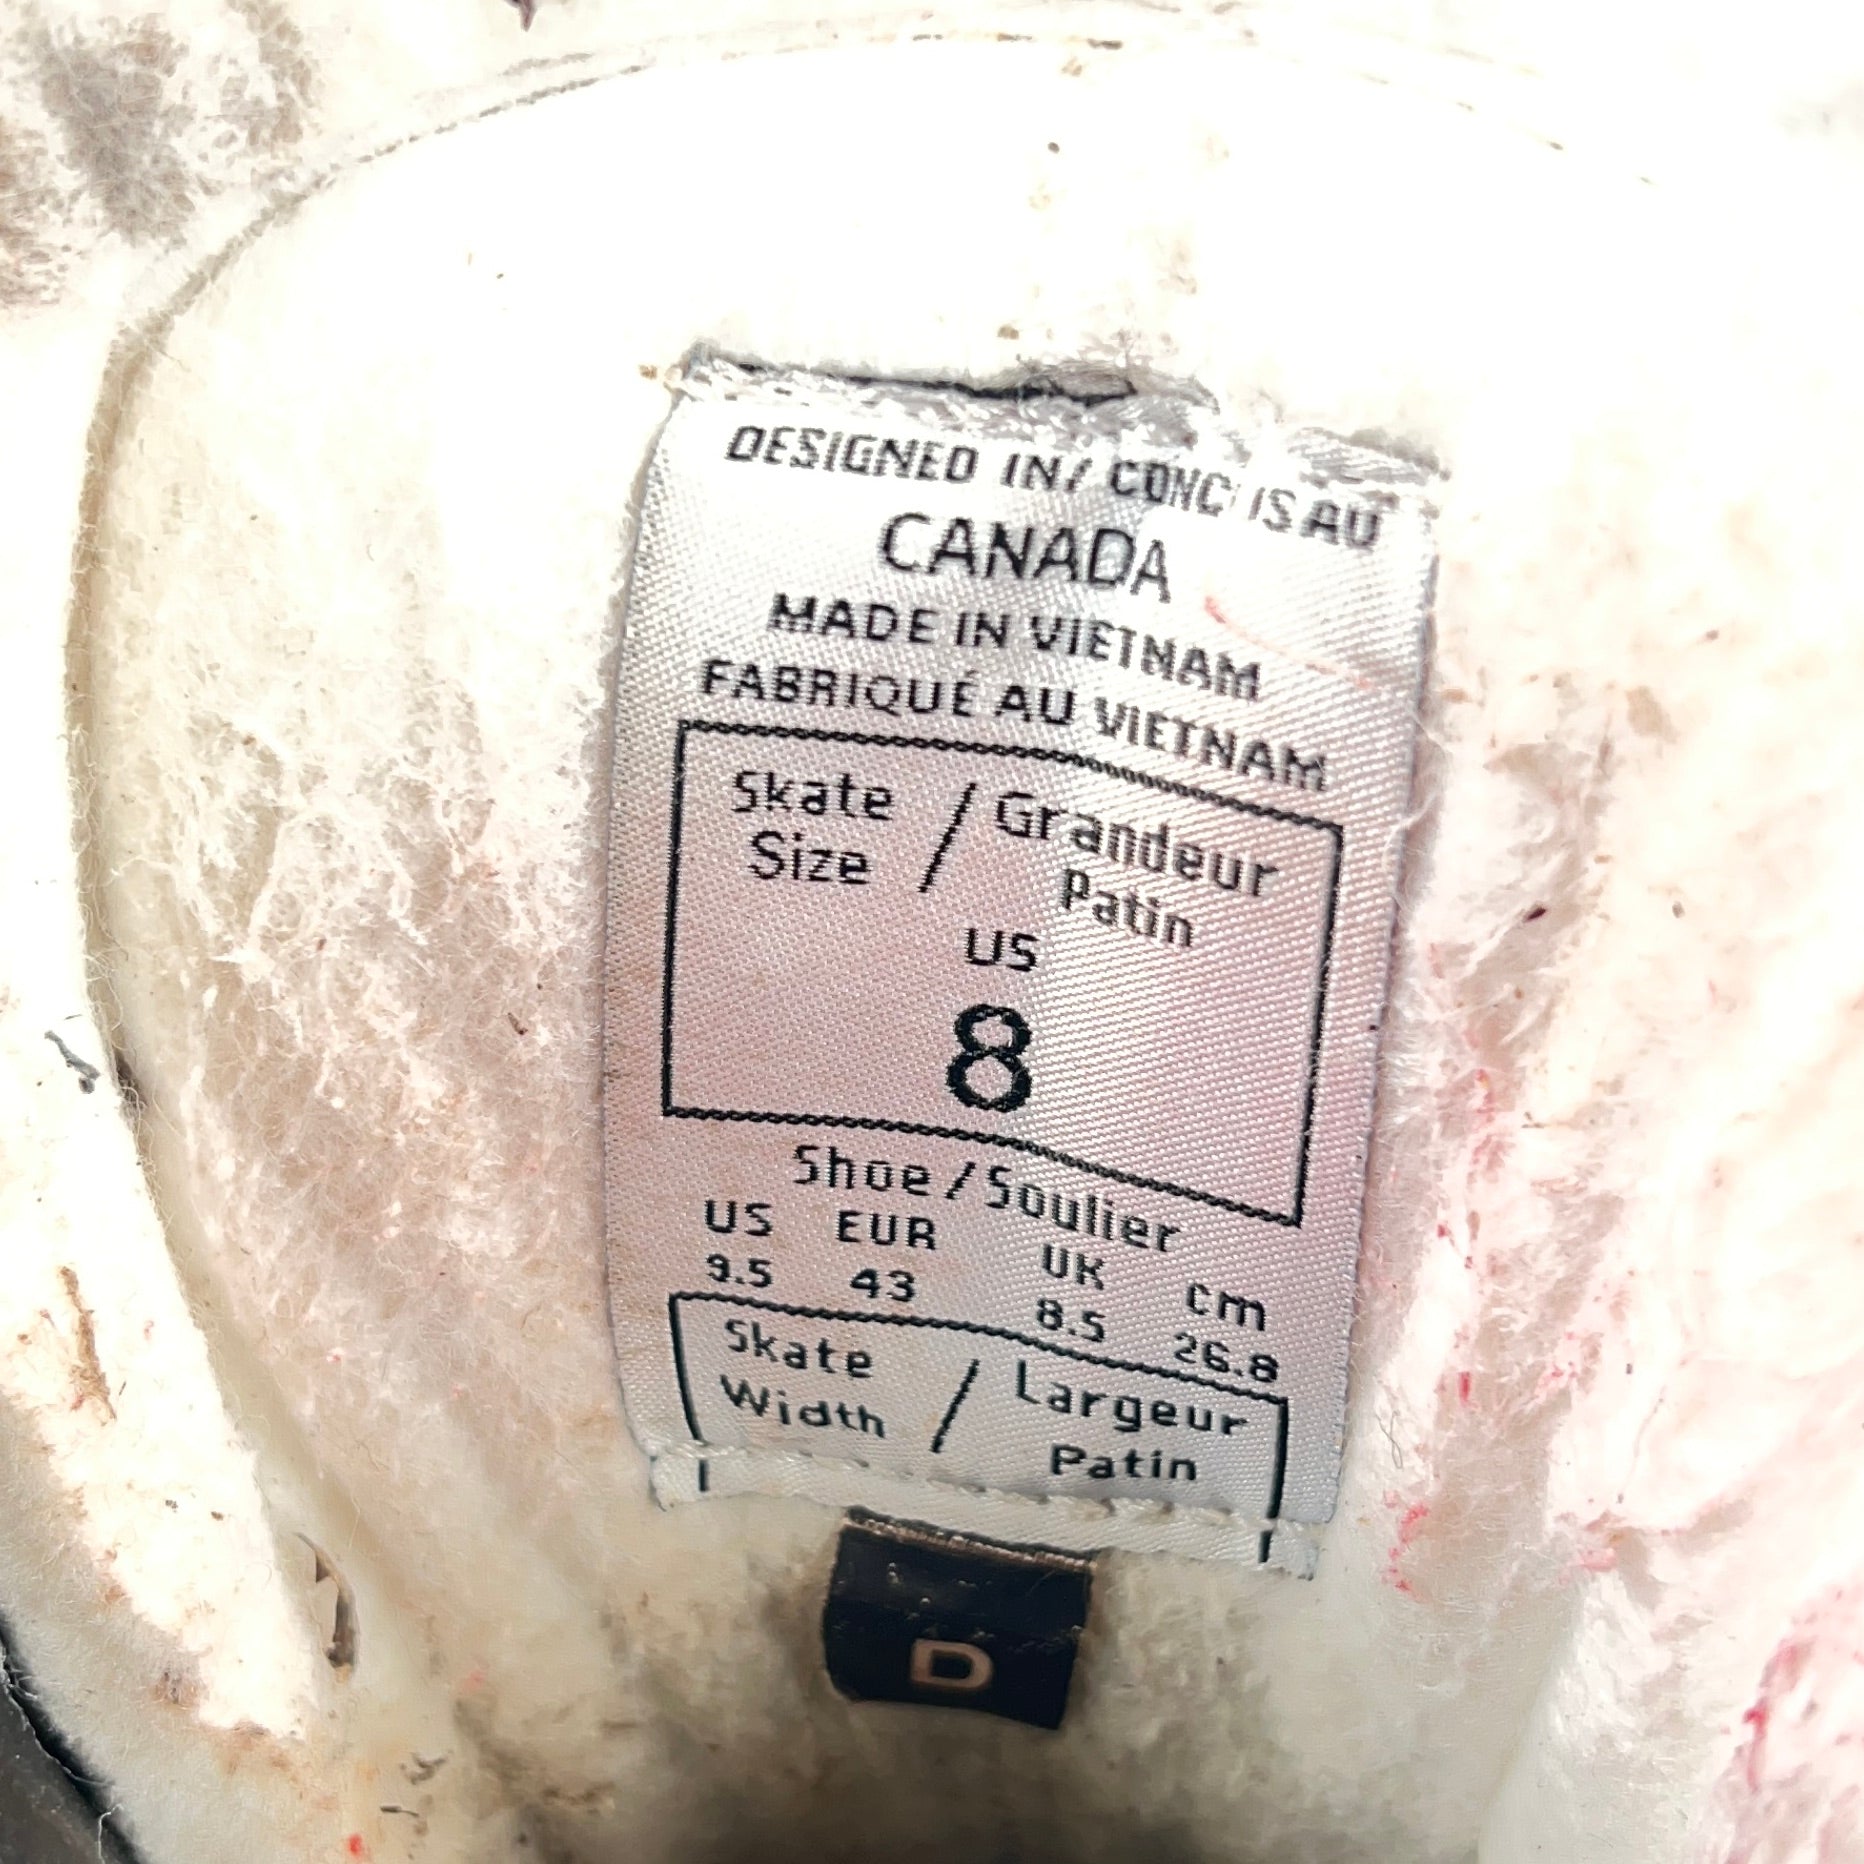 DESIGNED IN/ CONC IS AU
CANADA
MADE IN VIETNAM
FABRIQUÉ AU VIETNAM
Skate Size / Grandeur Patin
US
8
Shoe / Soulier
US EUR UK cm
9.5 43 8.5 26.8
Skate Width / Largeur Patin
D